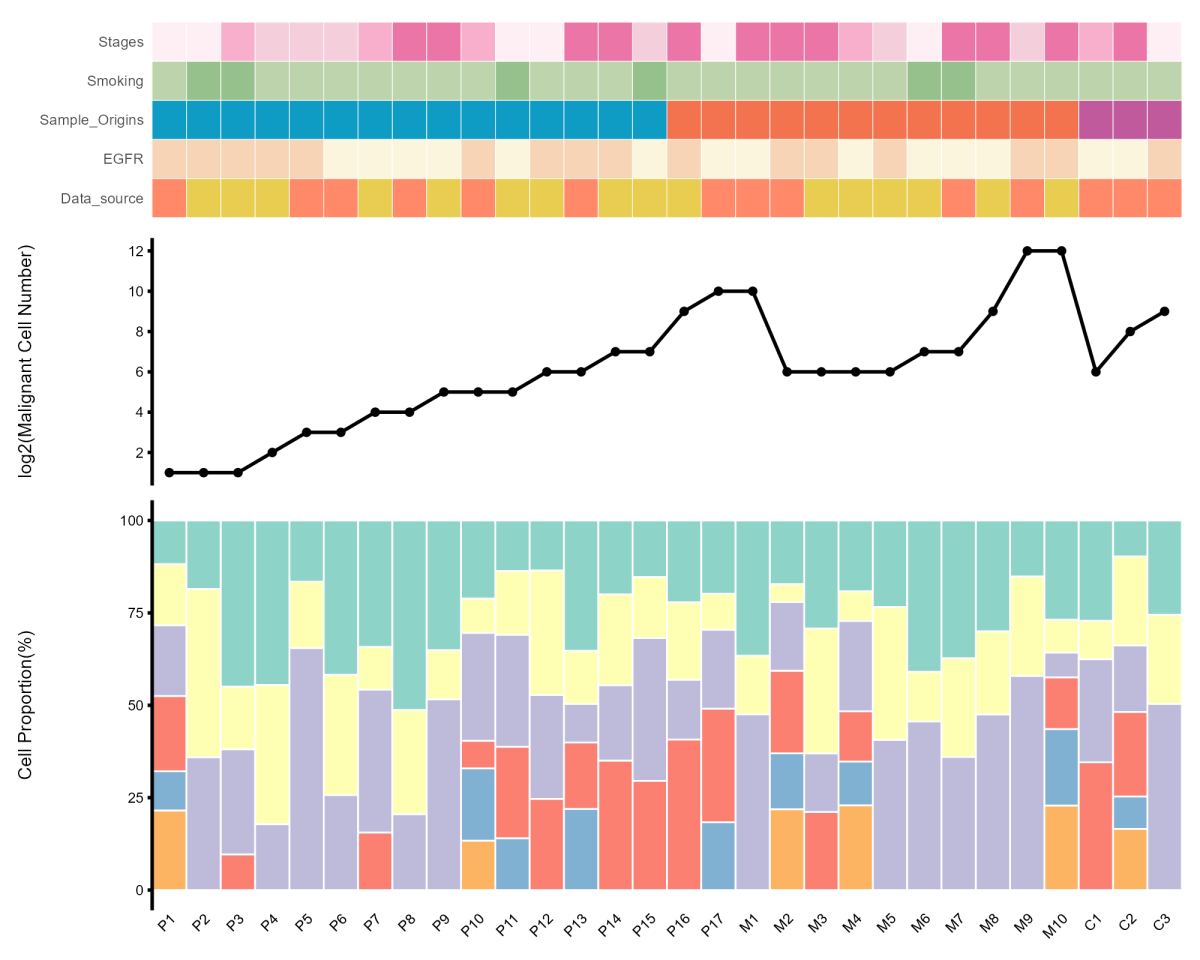 Stages
Smoking
Sample_Origins
EGFR
Data_source
log2(Malignant Cell Number)
12
10
8
6
4
2
Cell Proportion(%)
100
75
50
25
0
P1 P2 P3 P4 P5 P6 P7 P8 P9 P10 P11 P12 P13 P14 P15 P16 P17 M1 M2 M3 M4 M5 M6 M7 M8 M9 M10 C1 C2 C3